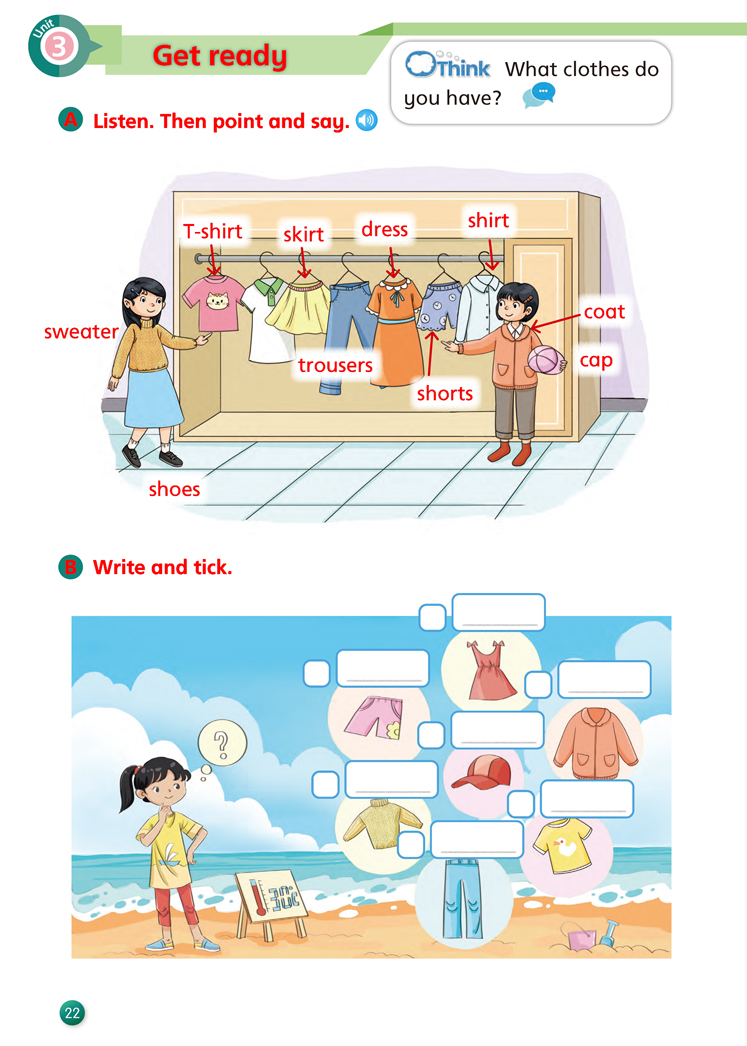 Unit
3
Get ready
Think What clothes do
you have?
A Listen. Then point and say.
T-shirt
skirt
dress
shirt
sweater
trousers
shorts
coat
cap
shoes
B Write and tick.
?
30°C
22